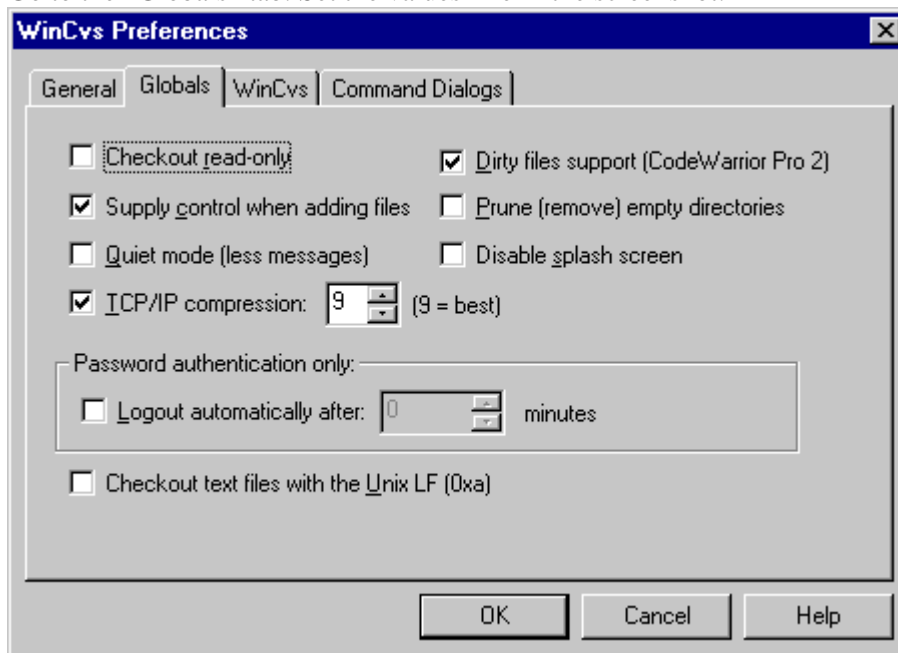 WinCvs Preferences
General Globals WinCvs Command Dialogs
Checkout read-only Dirty files support (CodeWarrior Pro 2)
Supply control when adding files Prune (remove) empty directories
Quiet mode (less messages) Disable splash screen
TCP/IP compression: 9 (9 = best)
Password authentication only:
Logout automatically after: 0 minutes
Checkout text files with the Unix LF (0xa)
OK Cancel Help